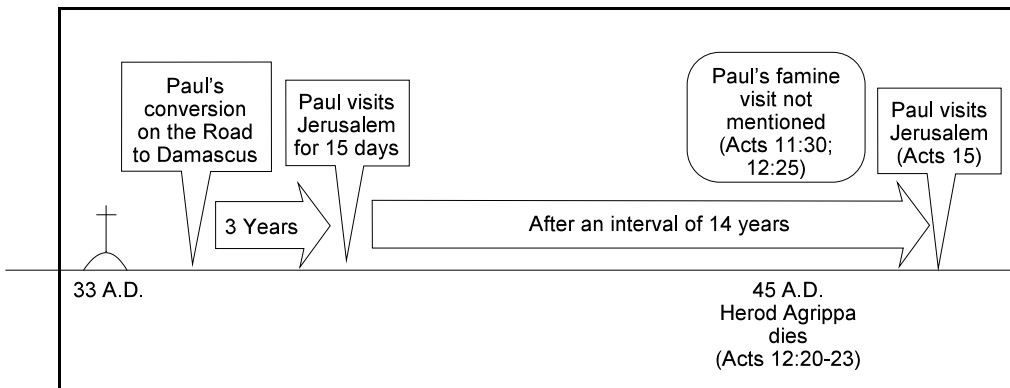 Paul's
conversion
on the Road
to Damascus
Paul visits
Jerusalem
for 15 days
Paul's famine
visit not
mentioned
(Acts 11:30;
12:25)
Paul visits
Jerusalem
(Acts 15)
3 Years
After an interval of 14 years
33 A.D.
45 A.D.
Herod Agrippa
dies
(Acts 12:20-23)